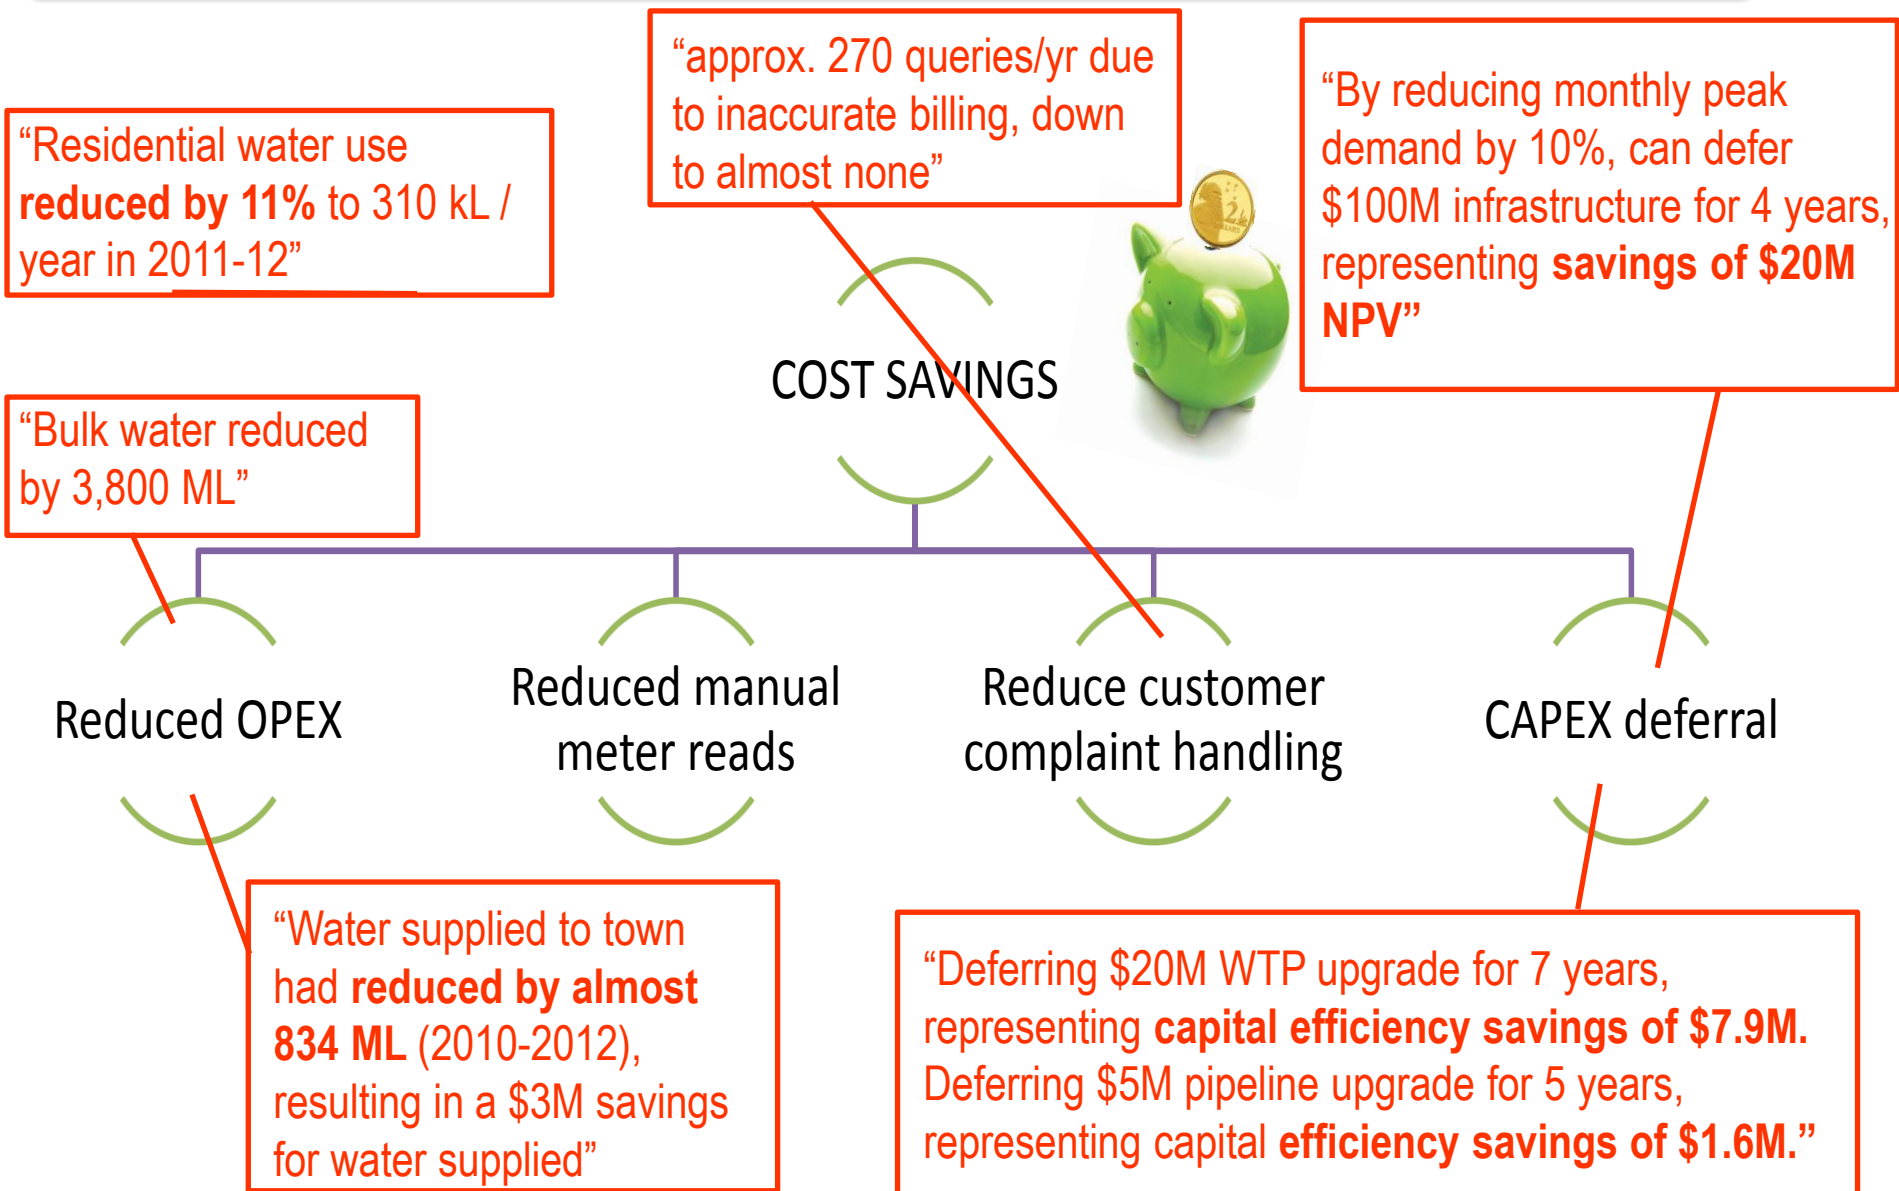 “approx. 270 queries/yr due
to inaccurate billing, down
to almost none”
“By reducing monthly peak
demand by 10%, can defer
$100M infrastructure for 4 years,
representing savings of $20M
NPV”
“Residential water use
reduced by 11% to 310 kL /
year in 2011-12”
2
COST SAVINGS
“Bulk water reduced
by 3,800 ML”
Reduced OPEX
Reduced manual
meter reads
Reduce customer
complaint handling
CAPEX deferral
“Water supplied to town
had reduced by almost
834 ML (2010-2012),
resulting in a $3M savings
for water supplied”
“Deferring $20M WTP upgrade for 7 years,
representing capital efficiency savings of $7.9M.
Deferring $5M pipeline upgrade for 5 years,
representing capital efficiency savings of $1.6M.”